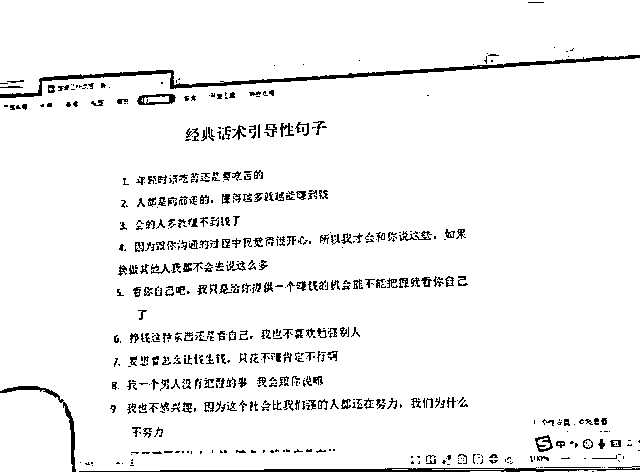 经典话术引导性句子
1. 年轻时该吃苦还是要吃苦的
2. 人都是向前走的，懂得越多就越能赚到钱
3. 会的人多就赚不到钱了
4. 因为跟你沟通的过程中我觉得很开心，所以我才会和你说这些，如果
换做其他人我都不会去说这么多
5. 看你自己吧，我只是给你提供一个赚钱的机会能不能把握就看你自己
了
6. 挣钱这种东西还是看自己，我也不喜欢勉强别人
7. 要想着怎么让钱生钱，只花不赚肯定不行啊
8. 我一个男人没有把握的事 我会跟你说嘛
9 我也不感兴趣，因为这个社会比我们强的人都还在努力，我们为什么
不努力